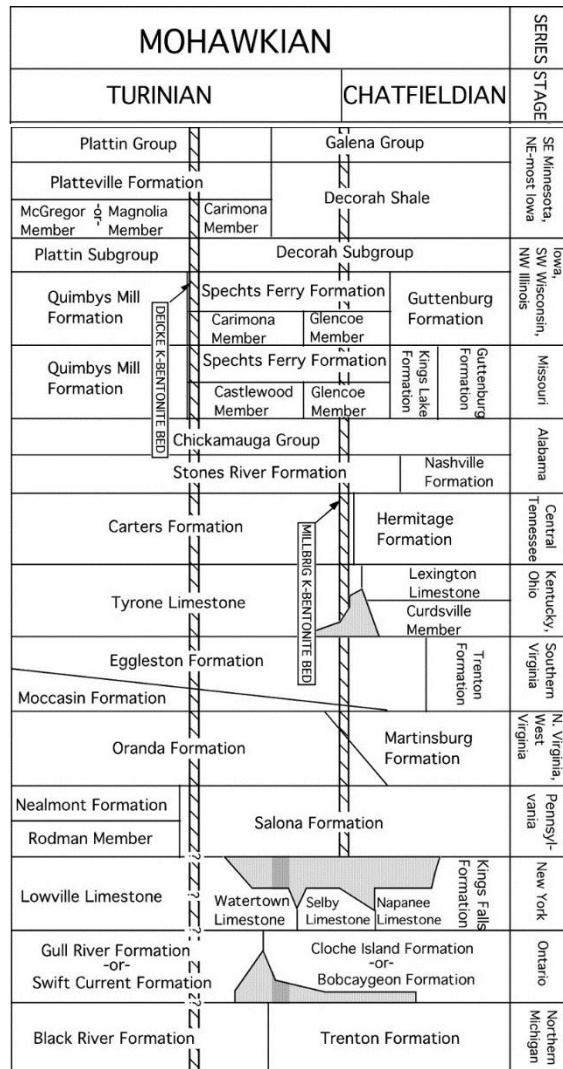 MOHAWKIAN
SERIES
TURINIAN
CHATFIELDIAN
STAGE
Plattin Group
Galena Group
SE Minnesota,
NE-most Iowa
Platteville Formation
Decorah Shale
McGregor
Member
-or-
Magnolia
Member
Carimona
Member
Plattin Subgroup
Decorah Subgroup
Iowa,
SW Wisconsin,
NW Illinois
Quimbys Mill
Formation
DEICKE K-BENTONITE BED
Spechts Ferry Formation
Guttenburg
Formation
Carimona
Member
Glencoe
Member
Quimbys Mill
Formation
Spechts Ferry Formation
Kings Lake
Formation
Guttenburg
Formation
Missouri
Castlewood
Member
Glencoe
Member
Chickamauga Group
Alabama
Stones River Formation
Nashville
Formation
Carters Formation
MILLBRIG K-BENTONITE BED
Hermitage
Formation
Central
Tennessee
Tyrone Limestone
Lexington
Limestone
Curdsville
Member
Kentucky,
Ohio
Eggleston Formation
Moccasin Formation
Trenton
Formation
Southern
Virginia
Oranda Formation
Martinsburg
Formation
N. Virginia,
West
Virginia
Nealmont Formation
Rodman Member
Salona Formation
Pennsyl-
vania
?
?
Lowville Limestone
?
?
Watertown
Limestone
Selby
Limestone
Napanee
Limestone
Kings Falls
Formation
New York
Gull River Formation
-or-
Swift Current Formation
Cloche Island Formation
-or-
Bobcaygeon Formation
Ontario
? ?
Black River Formation
Trenton Formation
Northern
Michigan